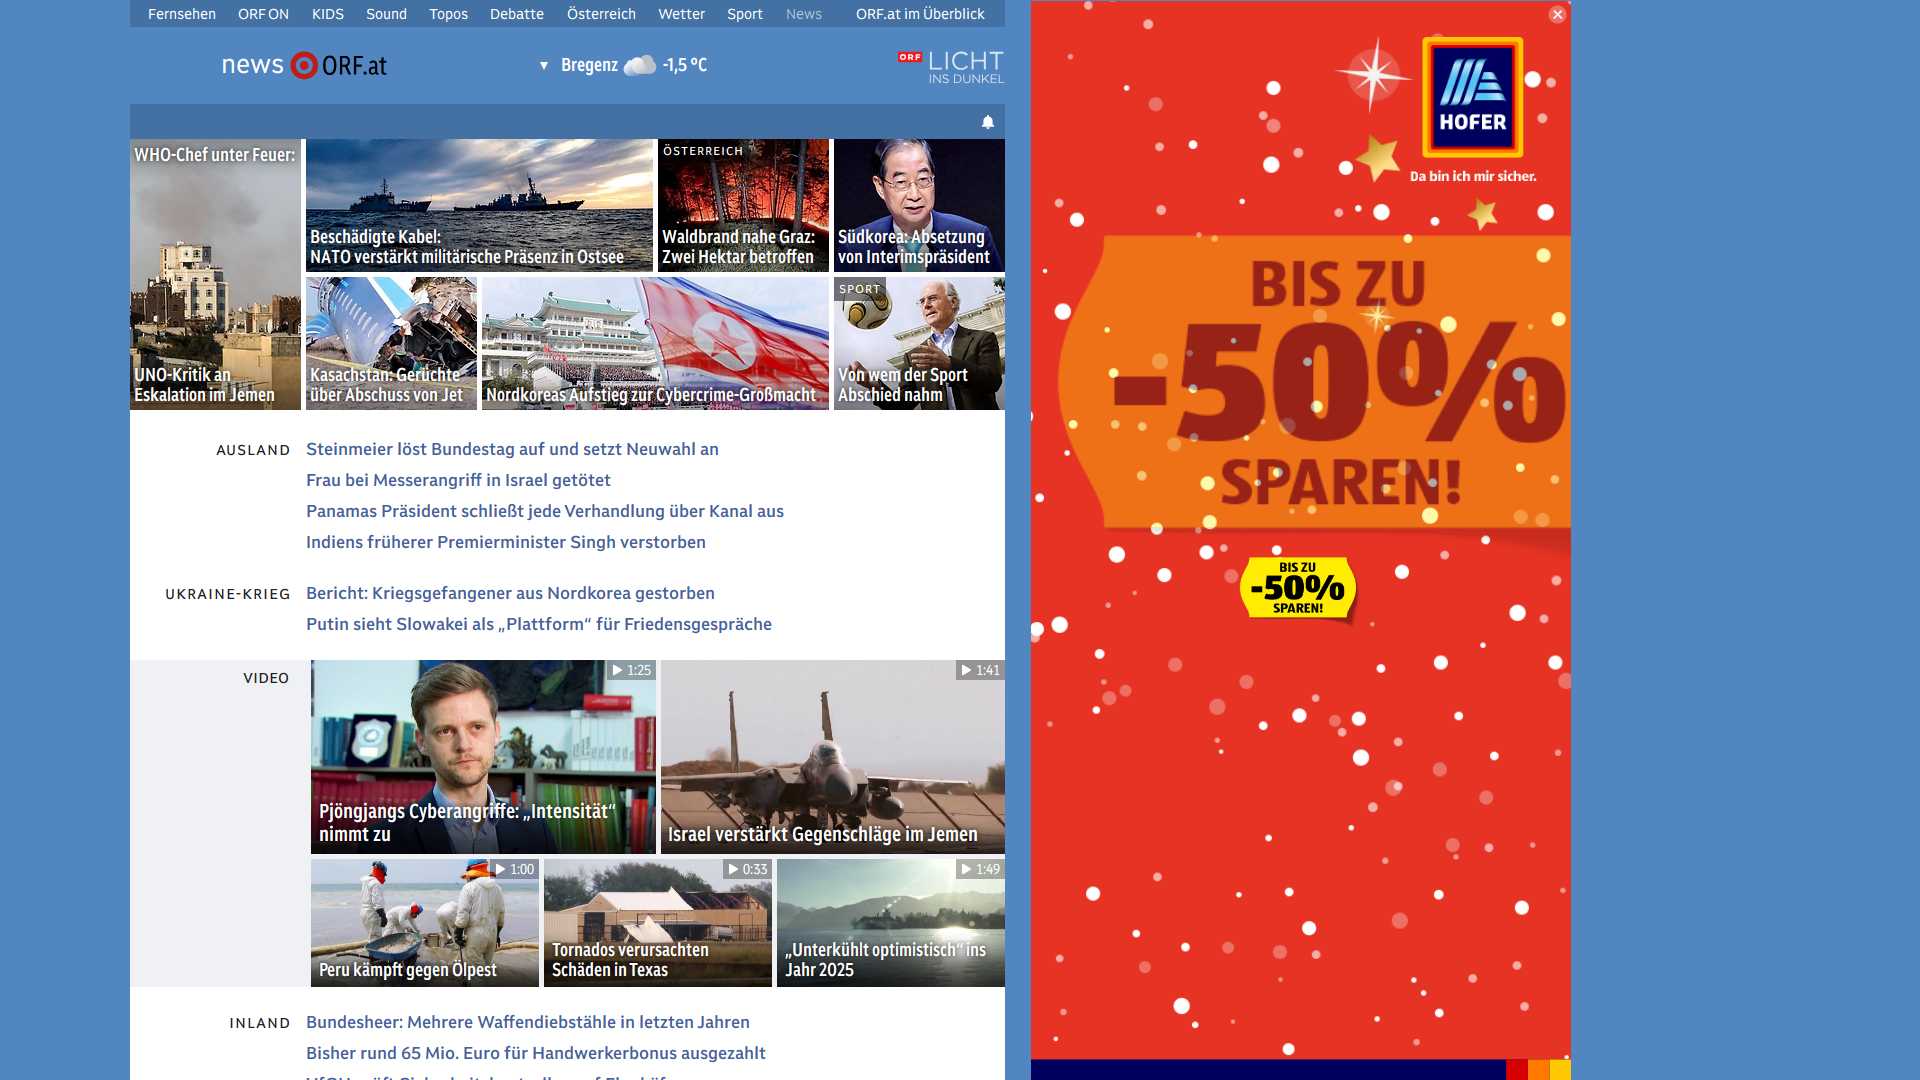 Fernsehen ORF ON KIDS Sound Topos Debatte Österreich Wetter Sport News ORF.at im Überblick
news ORF.at
Bregenz -1,5 °C
ORF LICHT
INS DUNKEL
WHO-Chef unter Feuer:
UNO-Kritik an
Eskalation im Jemen
Beschädigte Kabel:
NATO verstärkt militärische Präsenz in Ostsee
ÖSTERREICH
Waldbrand nahe Graz:
Zwei Hektar betroffen
Südkorea: Absetzung
von Interimspräsident
Kasachstan: Gerüchte
über Abschuss von Jet
Nordkoreas Aufstieg zur Cybercrime-Großmacht
SPORT
Von wem der Sport
Abschied nahm
AUSLAND
Steinmeier löst Bundestag auf und setzt Neuwahl an
Frau bei Messerangriff in Israel getötet
Panamas Präsident schließt jede Verhandlung über Kanal aus
Indiens früherer Premierminister Singh verstorben
UKRAINE-KRIEG
Bericht: Kriegsgefangener aus Nordkorea gestorben
Putin sieht Slowakei als „Plattform“ für Friedensgespräche
VIDEO
1:25
Pjöngjangs Cyberangriffe: „Intensität“
nimmt zu
1:41
Israel verstärkt Gegenschläge im Jemen
1:00
Peru kämpft gegen Ölpest
0:33
Tornados verursachten
Schäden in Texas
1:49
„Unterkühlt optimistisch“ ins
Jahr 2025
INLAND
Bundesheer: Mehrere Waffendiebstähle in letzten Jahren
Bisher rund 65 Mio. Euro für Handwerkerbonus ausgezahlt
HOFER
Da bin ich mir sicher.
BIS ZU
-50%
SPAREN!
BIS ZU
-50%
SPAREN!